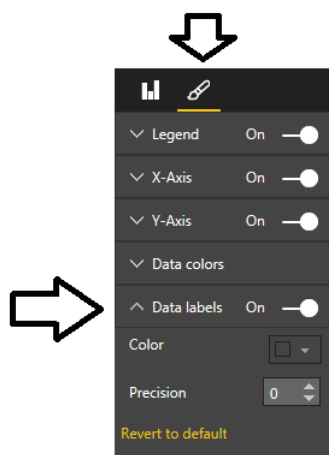 Legend On
X-Axis On
Y-Axis On
Data colors
Data labels On
Color
Precision 0
Revert to default